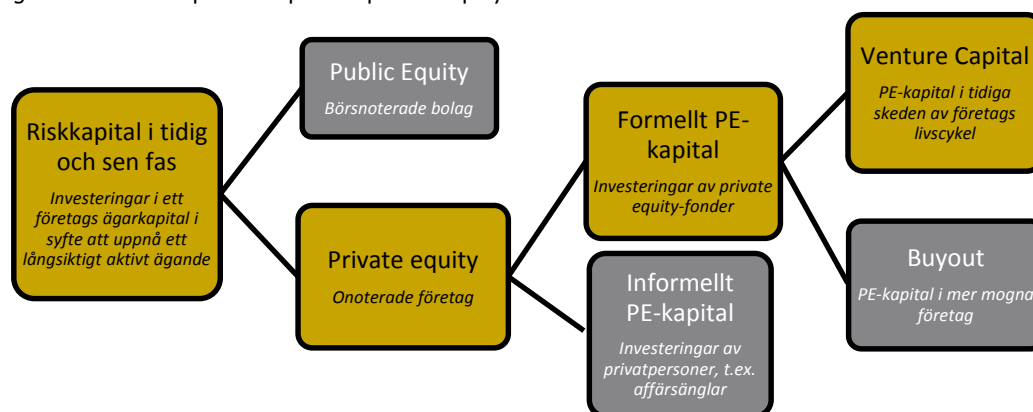 Riskkapital i tidig
och sen fas
Investeringar i ett
företags ägarkapital i
syfte att uppnå ett
långsiktigt aktivt ägande
Public Equity
Börsnoterade bolag
Private equity
Onoterade företag
Formellt PE-
kapital
Investeringar av private
equity-fonder
Informellt
PE-kapital
Investeringar av
privatpersoner, t.ex.
affärsänglar
Venture Capital
PE-kapital i tidiga
skeden av företags
livscykel
Buyout
PE-kapital i mer mogna
företag